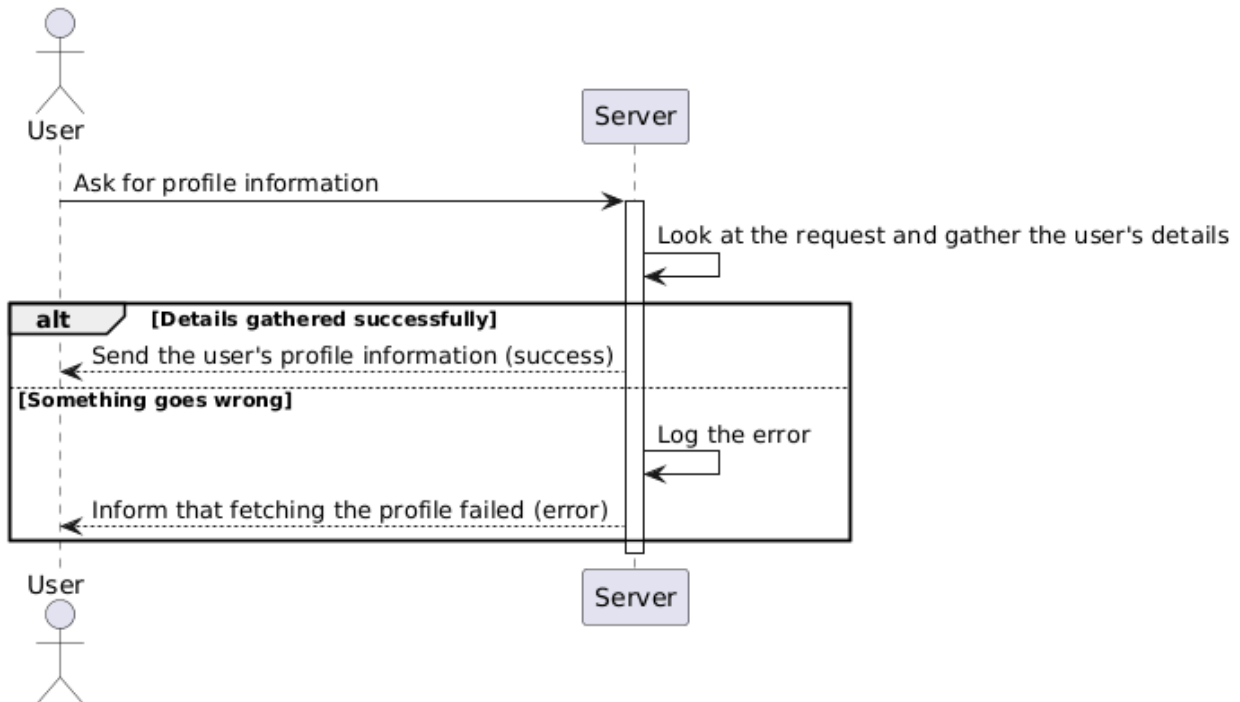 User
Server
Ask for profile information
Look at the request and gather the user's details
alt [Details gathered successfully]
Send the user's profile information (success)
[Something goes wrong]
Log the error
Inform that fetching the profile failed (error)
User
Server